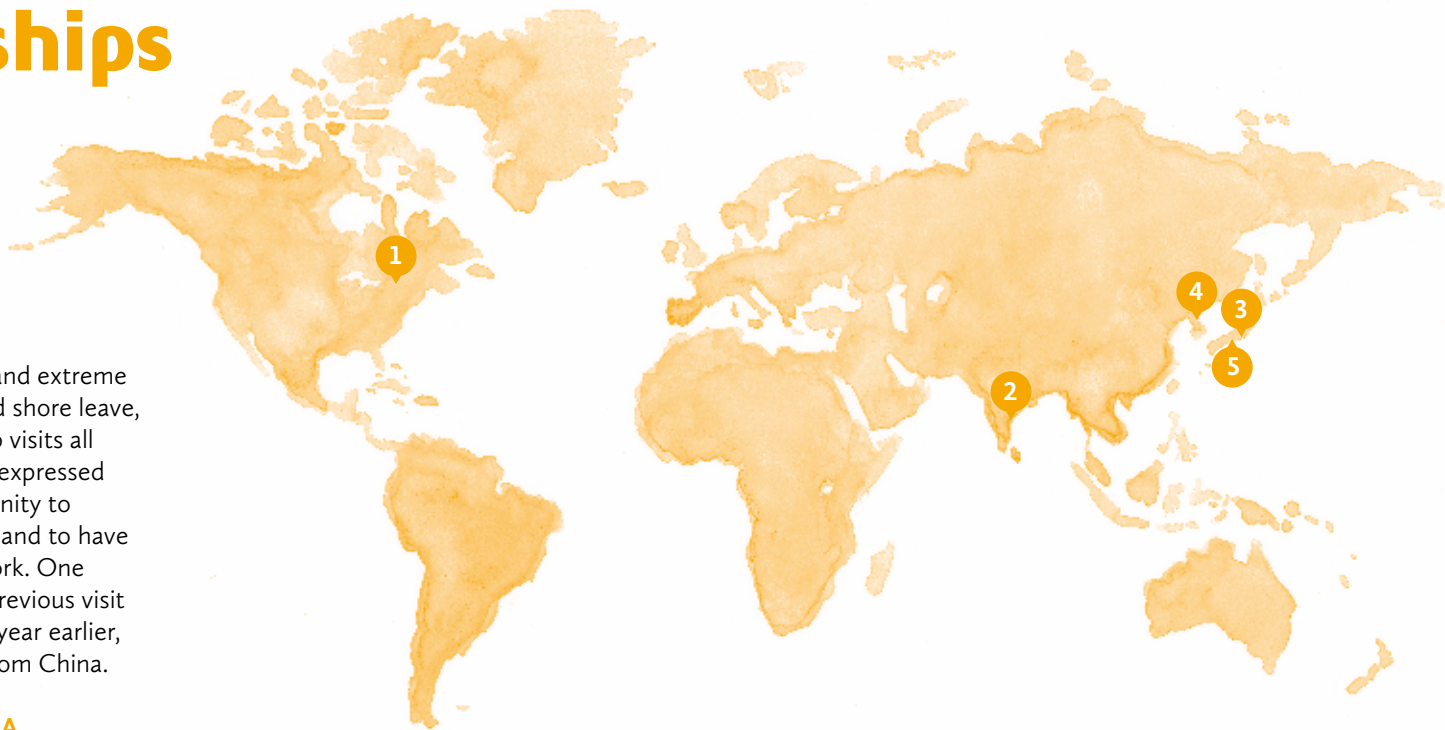 ships
and extreme
d shore leave,
visits all
expressed
nity to
and to have
rk. One
revious visit
year earlier,
om China.
A
1
2
4
3
5